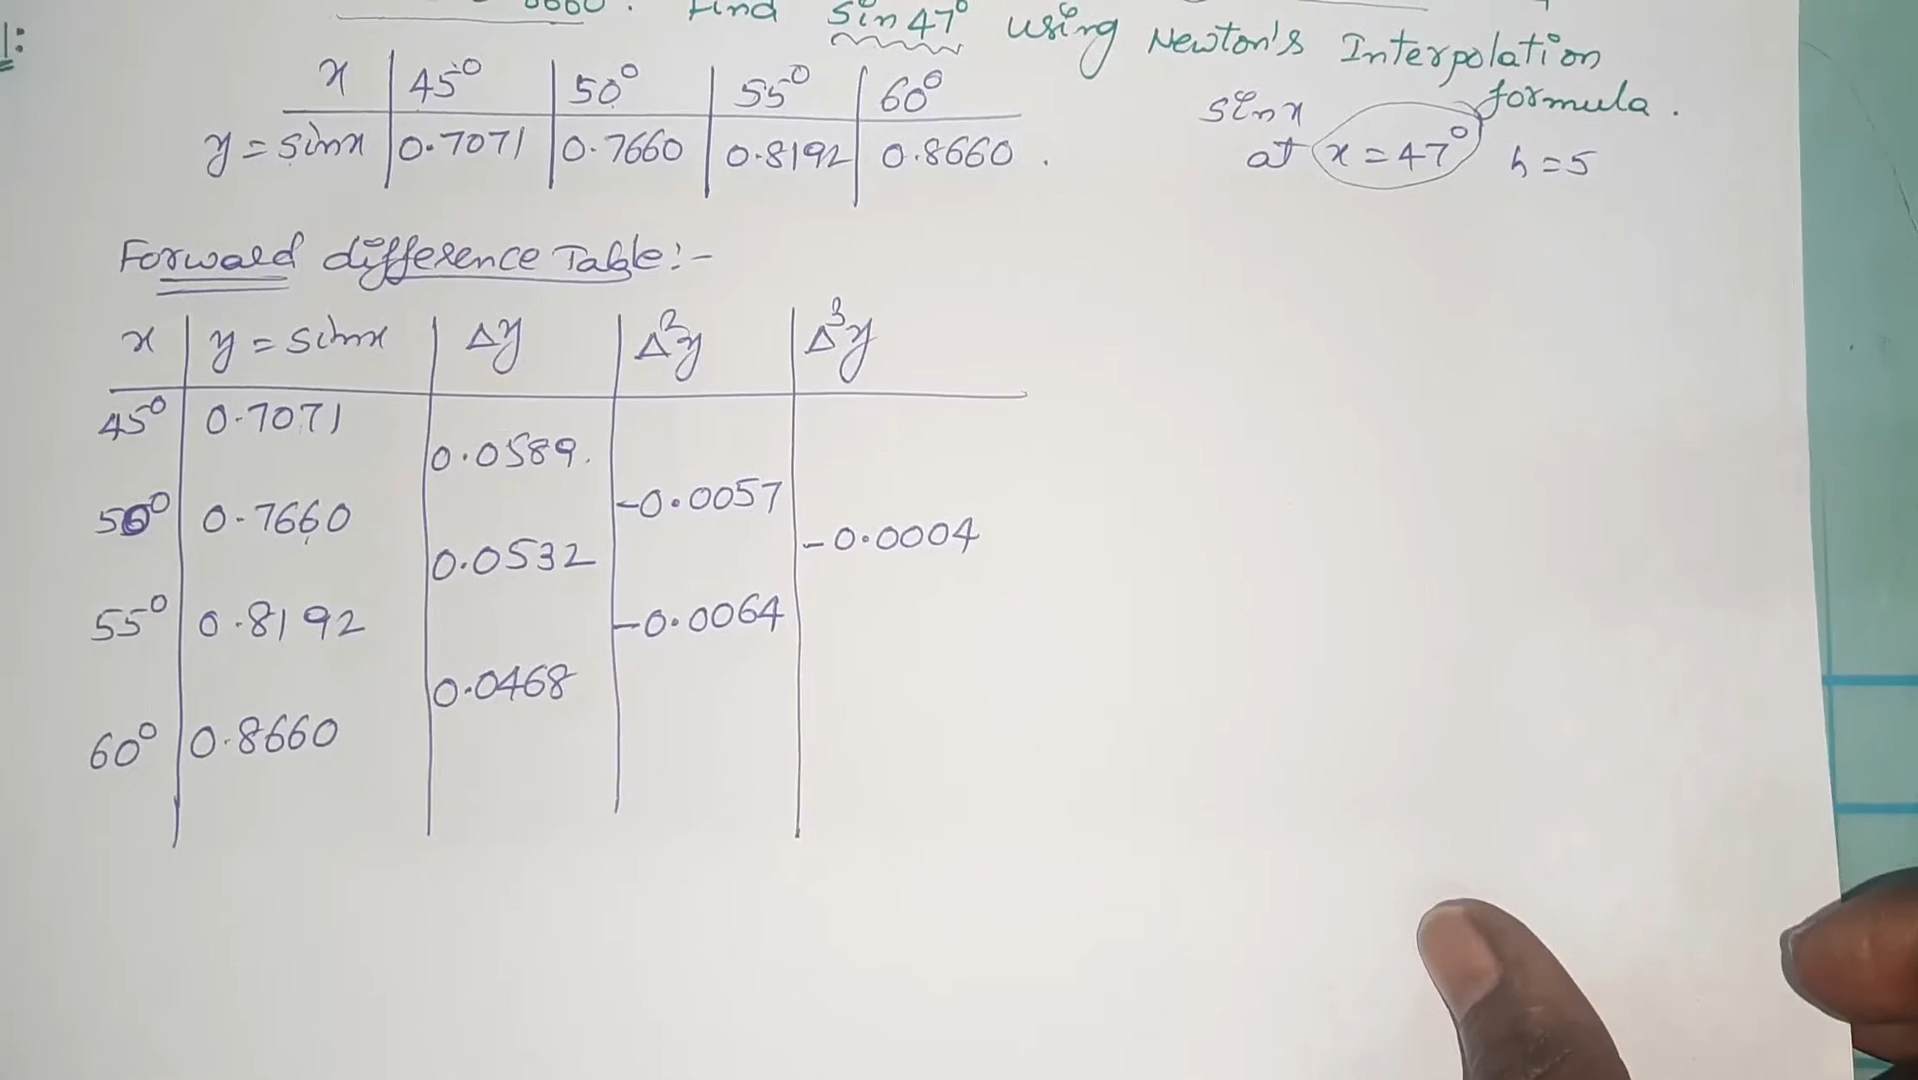 Find sin 47° using Newton's Interpolation
formula.
x | 45° | 50° | 55° | 60°
y = sinx | 0.7071 | 0.7660 | 0.8192 | 0.8660 .
sin x
at x = 47° h = 5
Forward difference Table:-
x | y = sinx | Δy | Δ²y | Δ³y
45° | 0.7071
0.0589.
-0.0057
50° | 0.7660
-0.0004
0.0532
55° | 0.8192
-0.0064
0.0468
60° | 0.8660